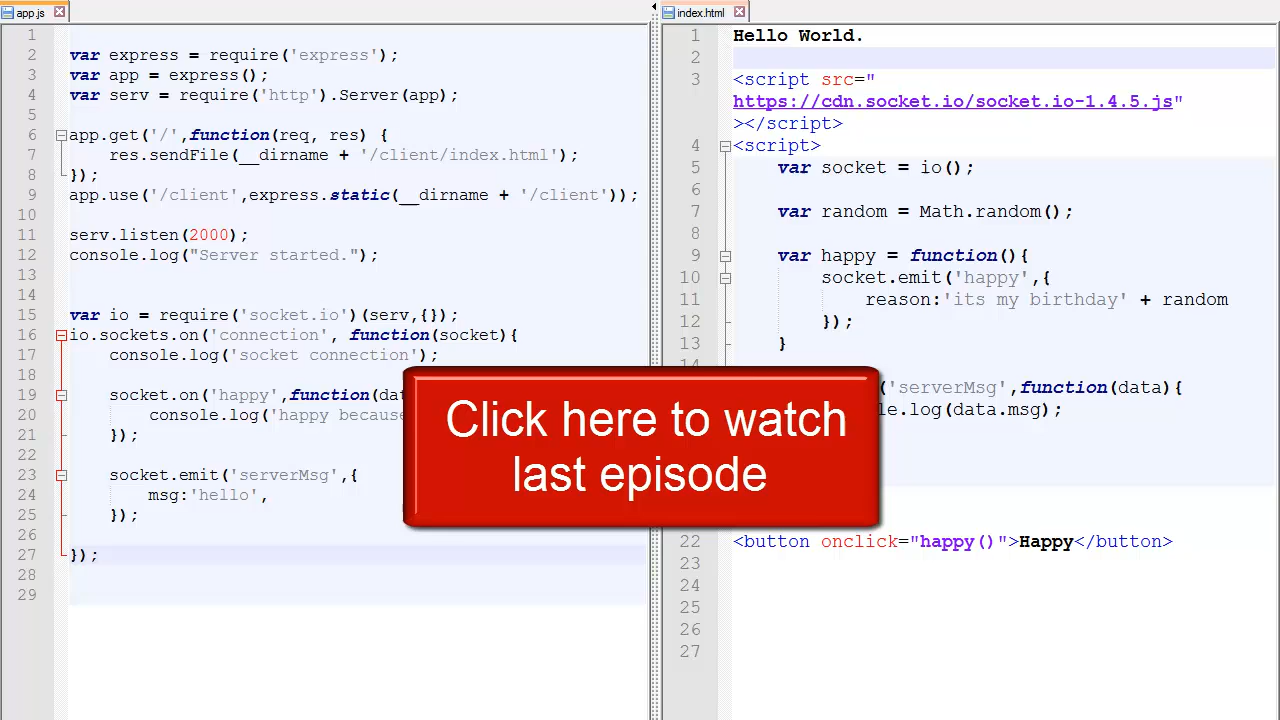 app.js
1
2 var express = require('express');
3 var app = express();
4 var serv = require('http').Server(app);
5
6 app.get('/',function(req, res) {
7 res.sendFile(__dirname + '/client/index.html');
8 });
9 app.use('/client',express.static(__dirname + '/client'));
10
11 serv.listen(2000);
12 console.log("Server started.");
13
14
15 var io = require('socket.io')(serv,{});
16 io.sockets.on('connection', function(socket){
17 console.log('socket connection');
18
19 socket.on('happy',function(
20 console.log('happy because
21 });
22
23 socket.emit('serverMsg',{
24 msg:'hello',
25 });
26
27 });
28
29
index.html
1 Hello World.
2
3 <script src="
https://cdn.socket.io/socket.io-1.4.5.js"
></script>
4 <script>
5 var socket = io();
6
7 var random = Math.random();
8
9 var happy = function(){
10 socket.emit('happy',{
11 reason:'its my birthday' + random
12 });
13 }
14
'serverMsg',function(data){
.log(data.msg);
22 <button onclick="happy()">Happy</button>
23
24
25
26
27
Click here to watch
last episode